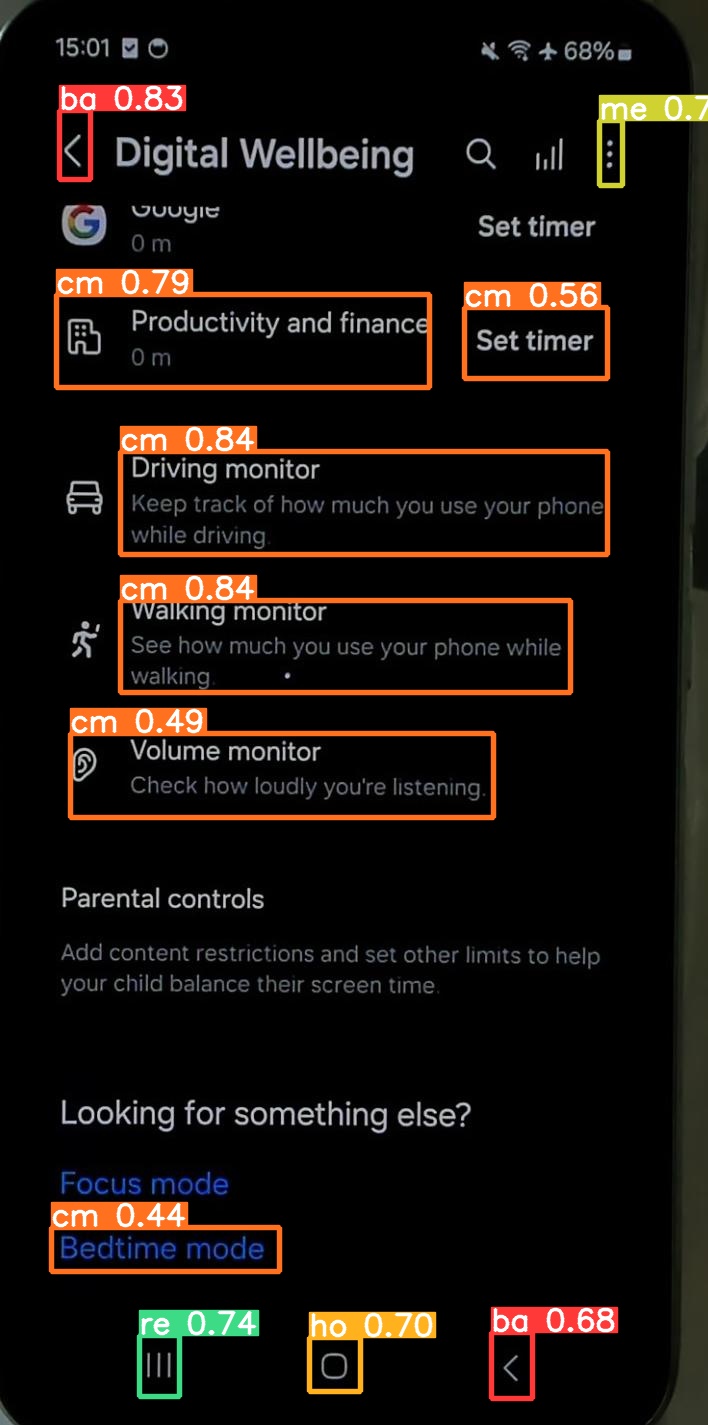 15:01 68%
ba 0.83
me 0.7
Digital Wellbeing
Google
0 m
Set timer
cm 0.79
cm 0.56
Productivity and finance
0 m
Set timer
cm 0.84
Driving monitor
Keep track of how much you use your phone
while driving.
cm 0.84
Walking monitor
See how much you use your phone while
walking.
cm 0.49
Volume monitor
Check how loudly you're listening.
Parental controls
Add content restrictions and set other limits to help
your child balance their screen time.
Looking for something else?
Focus mode
cm 0.44
Bedtime mode
re 0.74
ho 0.70
ba 0.68